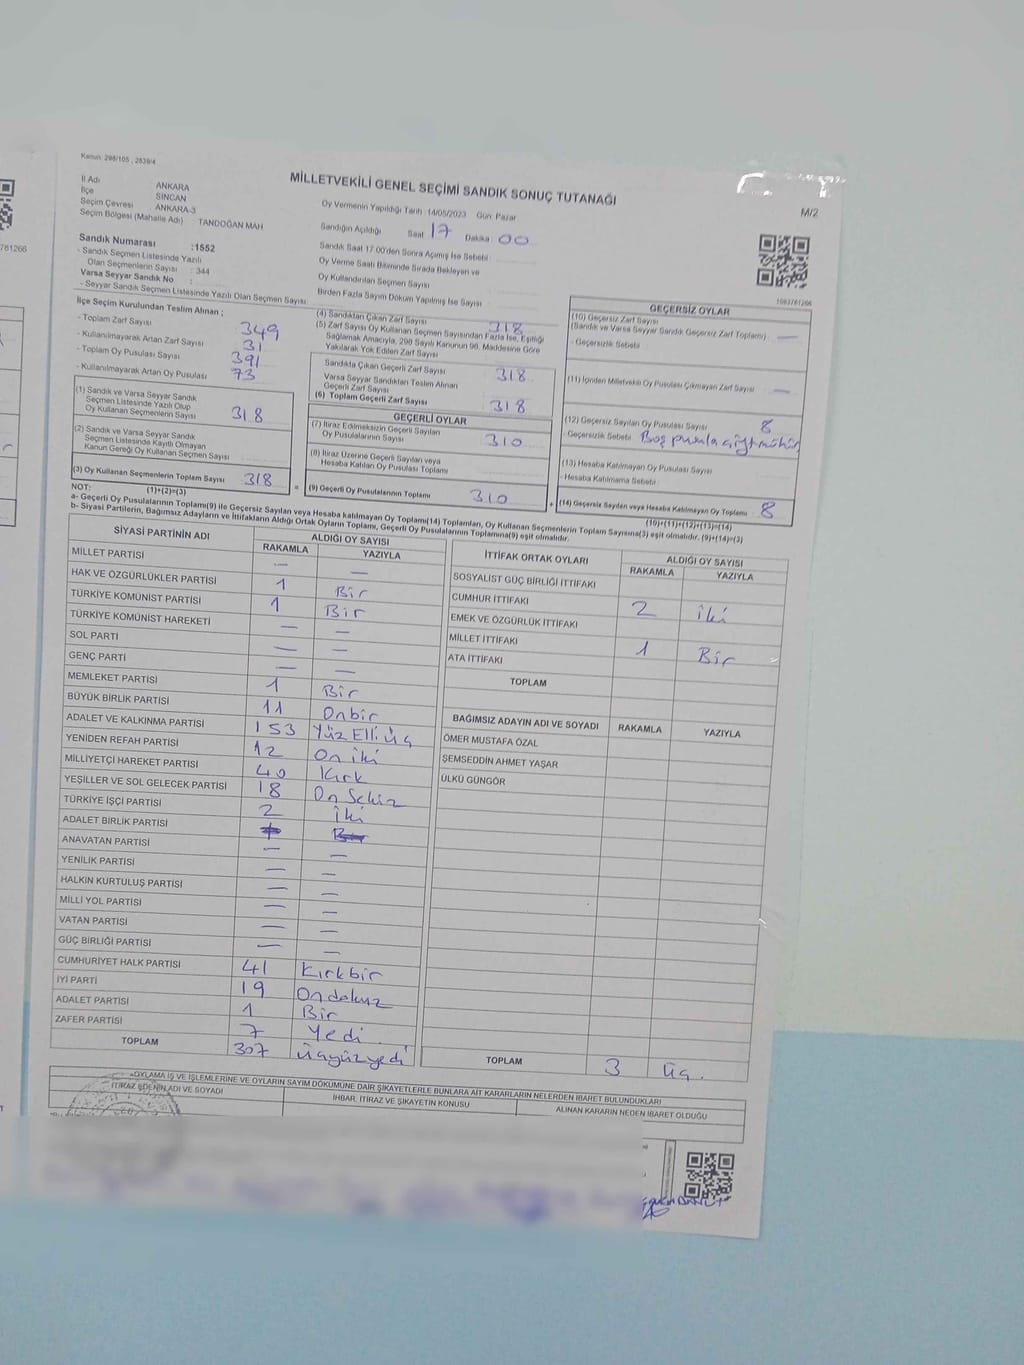 Kanun: 298/105 , 2839/4
MİLLETVEKİLİ GENEL SEÇİMİ SANDIK SONUÇ TUTANAĞI
M/2
İl Adı ANKARA
İlçe SİNCAN
Seçim Çevresi ANKARA-3
Seçim Bölgesi (Mahalle Adı) : TANDOĞAN MAH
Oy Vermenin Yapıldığı Tarih :14/05/2023 Gün: Pazar
Sandığın Açıldığı Saat 17 Dakika : 00
Sandık Numarası :1552
- Sandık Seçmen Listesinde Yazılı
Olan Seçmenlerin Sayısı : 344
Varsa Seyyar Sandık No :
- Seyyar Sandık Seçmen Listesinde Yazılı Olan Seçmen Sayısı :
Sandık Saat 17:00'den Sonra Açılmış İse Sebebi :
Oy Verme Saati Bitiminde Sırada Bekleyen ve
Oy Kullandırılan Seçmen Sayısı :
Birden Fazla Sayım Döküm Yapılmış İse Sayısı :
781266
1083781266
İlçe Seçim Kurulundan Teslim Alınan ;
- Toplam Zarf Sayısı : 349
- Kullanılmayarak Artan Zarf Sayısı : 31
- Toplam Oy Pusulası Sayısı : 391
- Kullanılmayarak Artan Oy Pusulası : 73
(1) Sandık ve Varsa Seyyar Sandık
Seçmen Listesinde Yazılı Olup
Oy Kullanan Seçmenlerin Sayısı : 318
(2) Sandık ve Varsa Seyyar Sandık
Seçmen Listesinde Kayıtlı Olmayan
Kanun Gereği Oy Kullanan Seçmen Sayısı :
(3) Oy Kullanan Seçmenlerin Toplam Sayısı : 318
(1)+(2)=(3)
(4) Sandıktan Çıkan Zarf Sayısı : 318
(5) Zarf Sayısı Oy Kullanan Seçmen Sayısından Fazla İse, Eşitliği
Sağlamak Amacıyla, 298 Sayılı Kanunun 98. Maddesine Göre
Yakılarak Yok Edilen Zarf Sayısı
Sandıkta Çıkan Geçerli Zarf Sayısı : 318
Varsa Seyyar Sandıktan Teslim Alınan
Geçerli Zarf Sayısı :
(6) Toplam Geçerli Zarf Sayısı : 318
GEÇERLİ OYLAR
(7) İtiraz Edilmeksizin Geçerli Sayılan
Oy Pusulalarının Sayısı : 310
(8) İtiraz Üzerine Geçerli Sayılan veya
Hesaba Katılan Oy Pusulası Toplamı :
(9) Geçerli Oy Pusulalarının Toplamı : 310
GEÇERSİZ OYLAR
(10) Geçersiz Zarf Sayısı
(Sandık ve Varsa Seyyar Sandık Geçersiz Zarf Toplamı) : —
- Geçersizlik Sebebi :
(11) İçinden Milletvekili Oy Pusulası Çıkmayan Zarf Sayısı : —
(12) Geçersiz Sayılan Oy Pusulası Sayısı : 8
- Geçersizlik Sebebi : Boş pusula çift mühür
(13) Hesaba Katılmayan Oy Pusulası Sayısı :
- Hesaba Katılmama Sebebi :
(14) Geçersiz Sayılan veya Hesaba Katılmayan Oy Toplamı : 8
(10)+(11)+(12)+(13)=(14)
NOT:
a- Geçerli Oy Pusulalarının Toplamı(9) ile Geçersiz Sayılan veya Hesaba Katılmayan Oy Toplamı(14) Toplamları, Oy Kullanan Seçmenlerin Toplam Sayısına(3) eşit olmalıdır. (9)+(14)=(3)
b- Siyasi Partilerin, Bağımsız Adayların ve İttifakların Aldığı Ortak Oyların Toplamı, Geçerli Oy Pusulalarının Toplamına(9) eşit olmalıdır.
SİYASİ PARTİNİN ADI ALDIĞI OY SAYISI
RAKAMLA YAZIYLA
MİLLET PARTİSİ — —
HAK VE ÖZGÜRLÜKLER PARTİSİ 1 Bir
TÜRKİYE KOMÜNİST PARTİSİ 1 Bir
TÜRKİYE KOMÜNİST HAREKETİ — —
SOL PARTİ — —
GENÇ PARTİ — —
MEMLEKET PARTİSİ 1 Bir
BÜYÜK BİRLİK PARTİSİ 11 Onbir
ADALET VE KALKINMA PARTİSİ 153 Yüz Elli üç
YENİDEN REFAH PARTİSİ 12 On iki
MİLLİYETÇİ HAREKET PARTİSİ 40 Kırk
YEŞİLLER VE SOL GELECEK PARTİSİ 18 On Sekiz
TÜRKİYE İŞÇİ PARTİSİ 2 İki
ADALET BİRLİK PARTİSİ
ANAVATAN PARTİSİ — —
YENİLİK PARTİSİ — —
HALKIN KURTULUŞ PARTİSİ — —
MİLLİ YOL PARTİSİ — —
VATAN PARTİSİ — —
GÜÇ BİRLİĞİ PARTİSİ — —
CUMHURİYET HALK PARTİSİ 41 Kırkbir
İYİ PARTİ 19 Ondokuz
ADALET PARTİSİ 1 Bir
ZAFER PARTİSİ 7 Yedi
TOPLAM 307 üçyüzyedi
İTTİFAK ORTAK OYLARI ALDIĞI OY SAYISI
RAKAMLA YAZIYLA
SOSYALİST GÜÇ BİRLİĞİ İTTİFAKI
CUMHUR İTTİFAKI 2 iki
EMEK VE ÖZGÜRLÜK İTTİFAKI
MİLLET İTTİFAKI 1 Bir
ATA İTTİFAKI
TOPLAM
BAĞIMSIZ ADAYIN ADI VE SOYADI RAKAMLA YAZIYLA
ÖMER MUSTAFA ÖZAL
ŞEMSEDDİN AHMET YAŞAR
ÜLKÜ GÜNGÖR
TOPLAM 3 üç.
OYLAMA İŞ VE İŞLEMLERİNE VE OYLARIN SAYIM DÖKÜMÜNE DAİR ŞİKAYETLERLE BUNLARA AİT KARARLARIN NELERDEN İBARET BULUNDUKLARI
İTİRAZ EDENİN ADI VE SOYADI İHBAR, İTİRAZ VE ŞİKAYETİN KONUSU ALINAN KARARIN NEDEN İBARET OLDUĞU